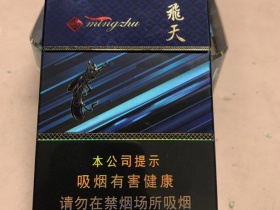 mingzhu
飛天
本公司提示
吸烟有害健康
请勿在禁烟场所吸烟